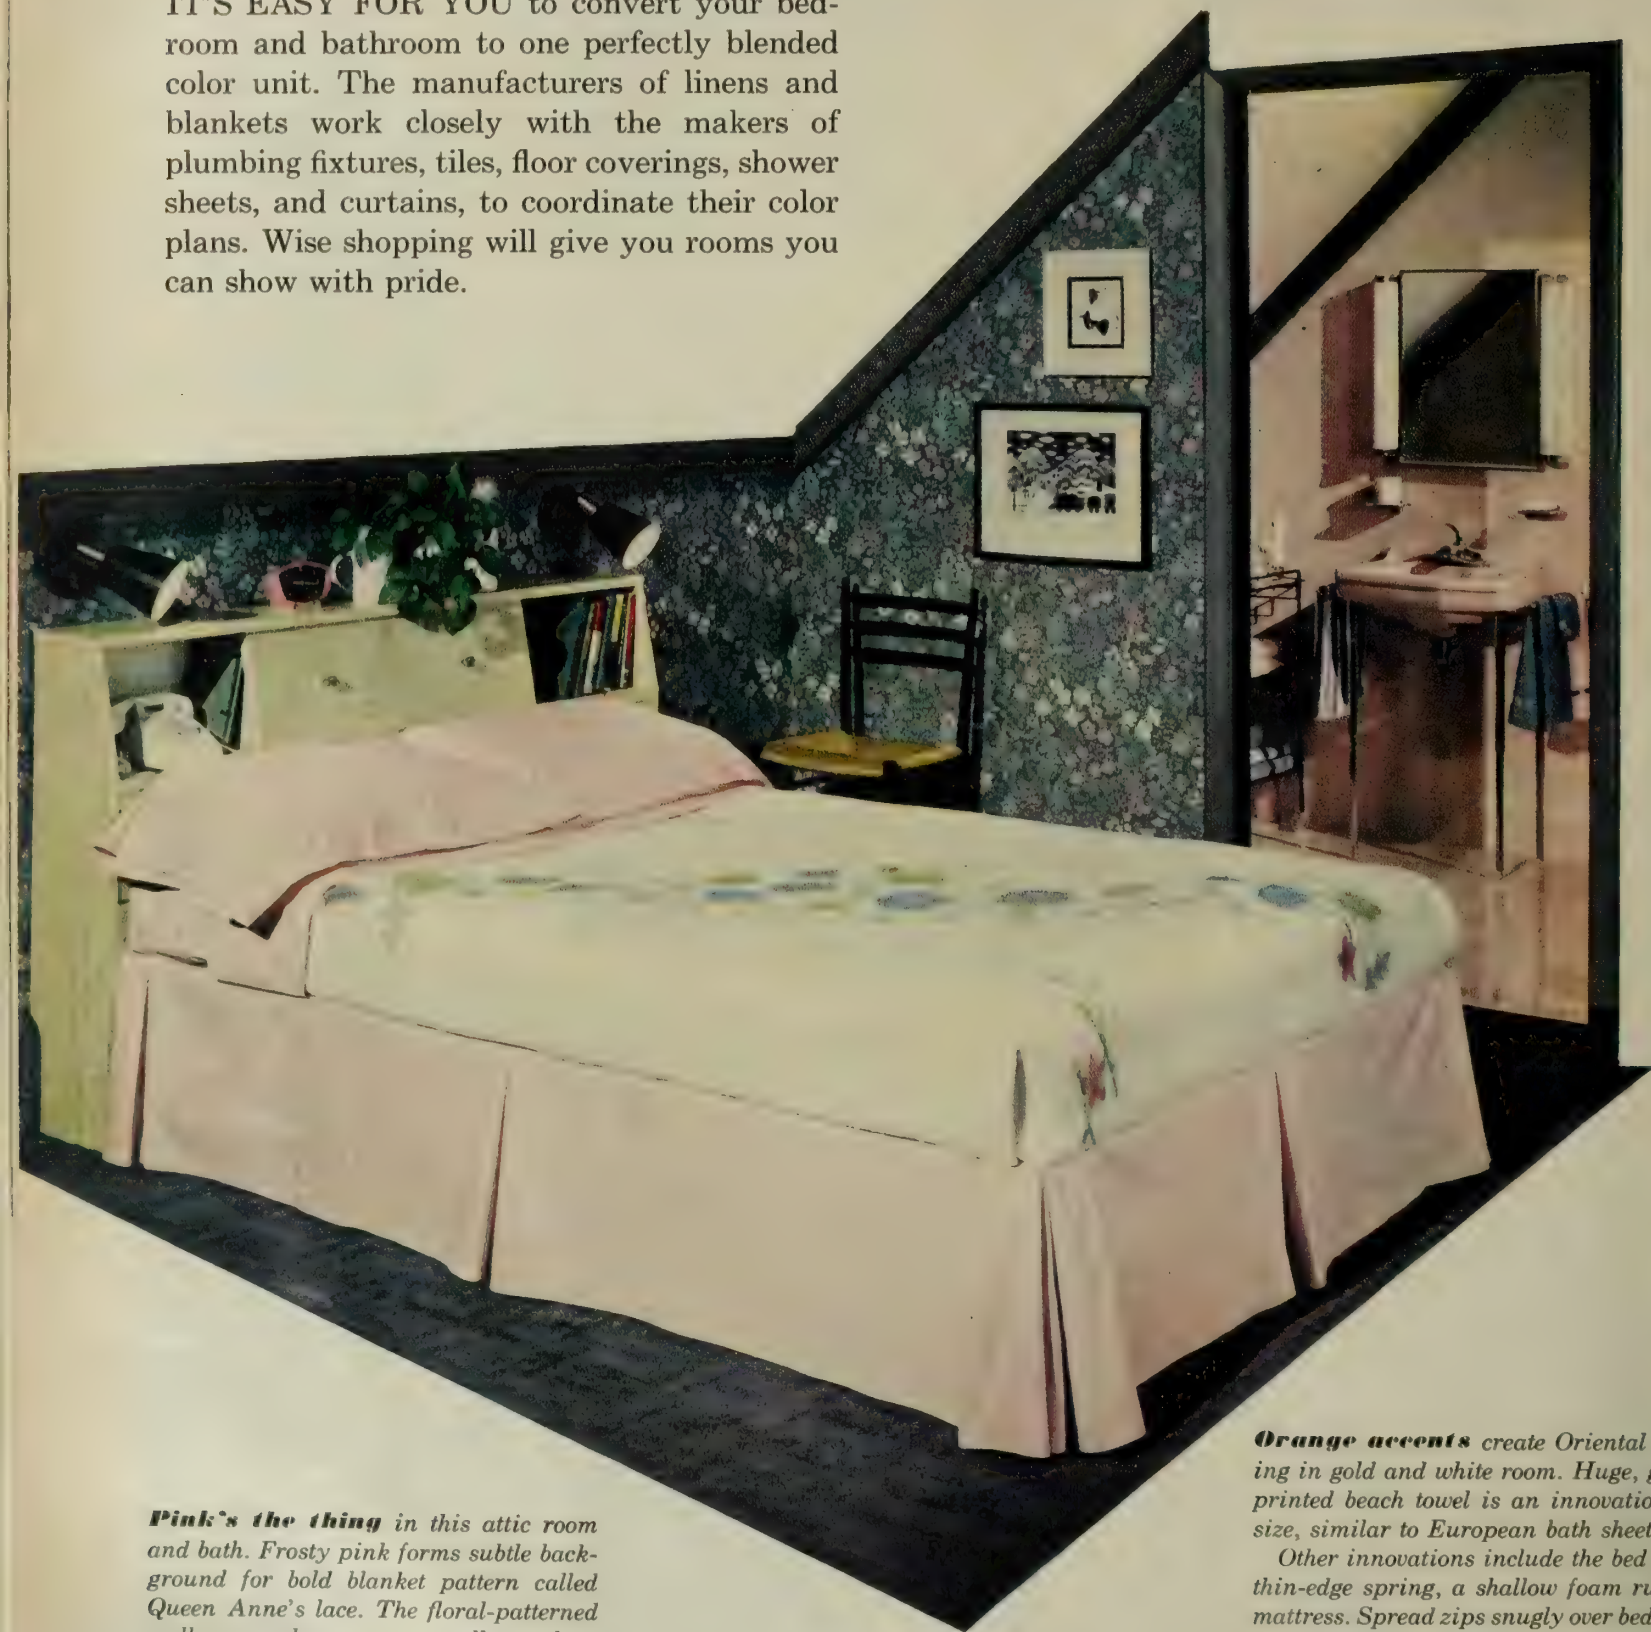 IT'S EASY FOR YOU to convert your bed-
room and bathroom to one perfectly blended
color unit. The manufacturers of linens and
blankets work closely with the makers of
plumbing fixtures, tiles, floor coverings, shower
sheets, and curtains, to coordinate their color
plans. Wise shopping will give you rooms you
can show with pride.
Pink's the thing in this attic room
and bath. Frosty pink forms subtle back-
ground for bold blanket pattern called
Queen Anne's lace. The floral-patterned
Orange accents create Oriental
ing in gold and white room. Huge,
printed beach towel is an innovatio
size, similar to European bath sheet
Other innovations include the bed
thin-edge spring, a shallow foam ru
mattress. Spread zips snugly over bed